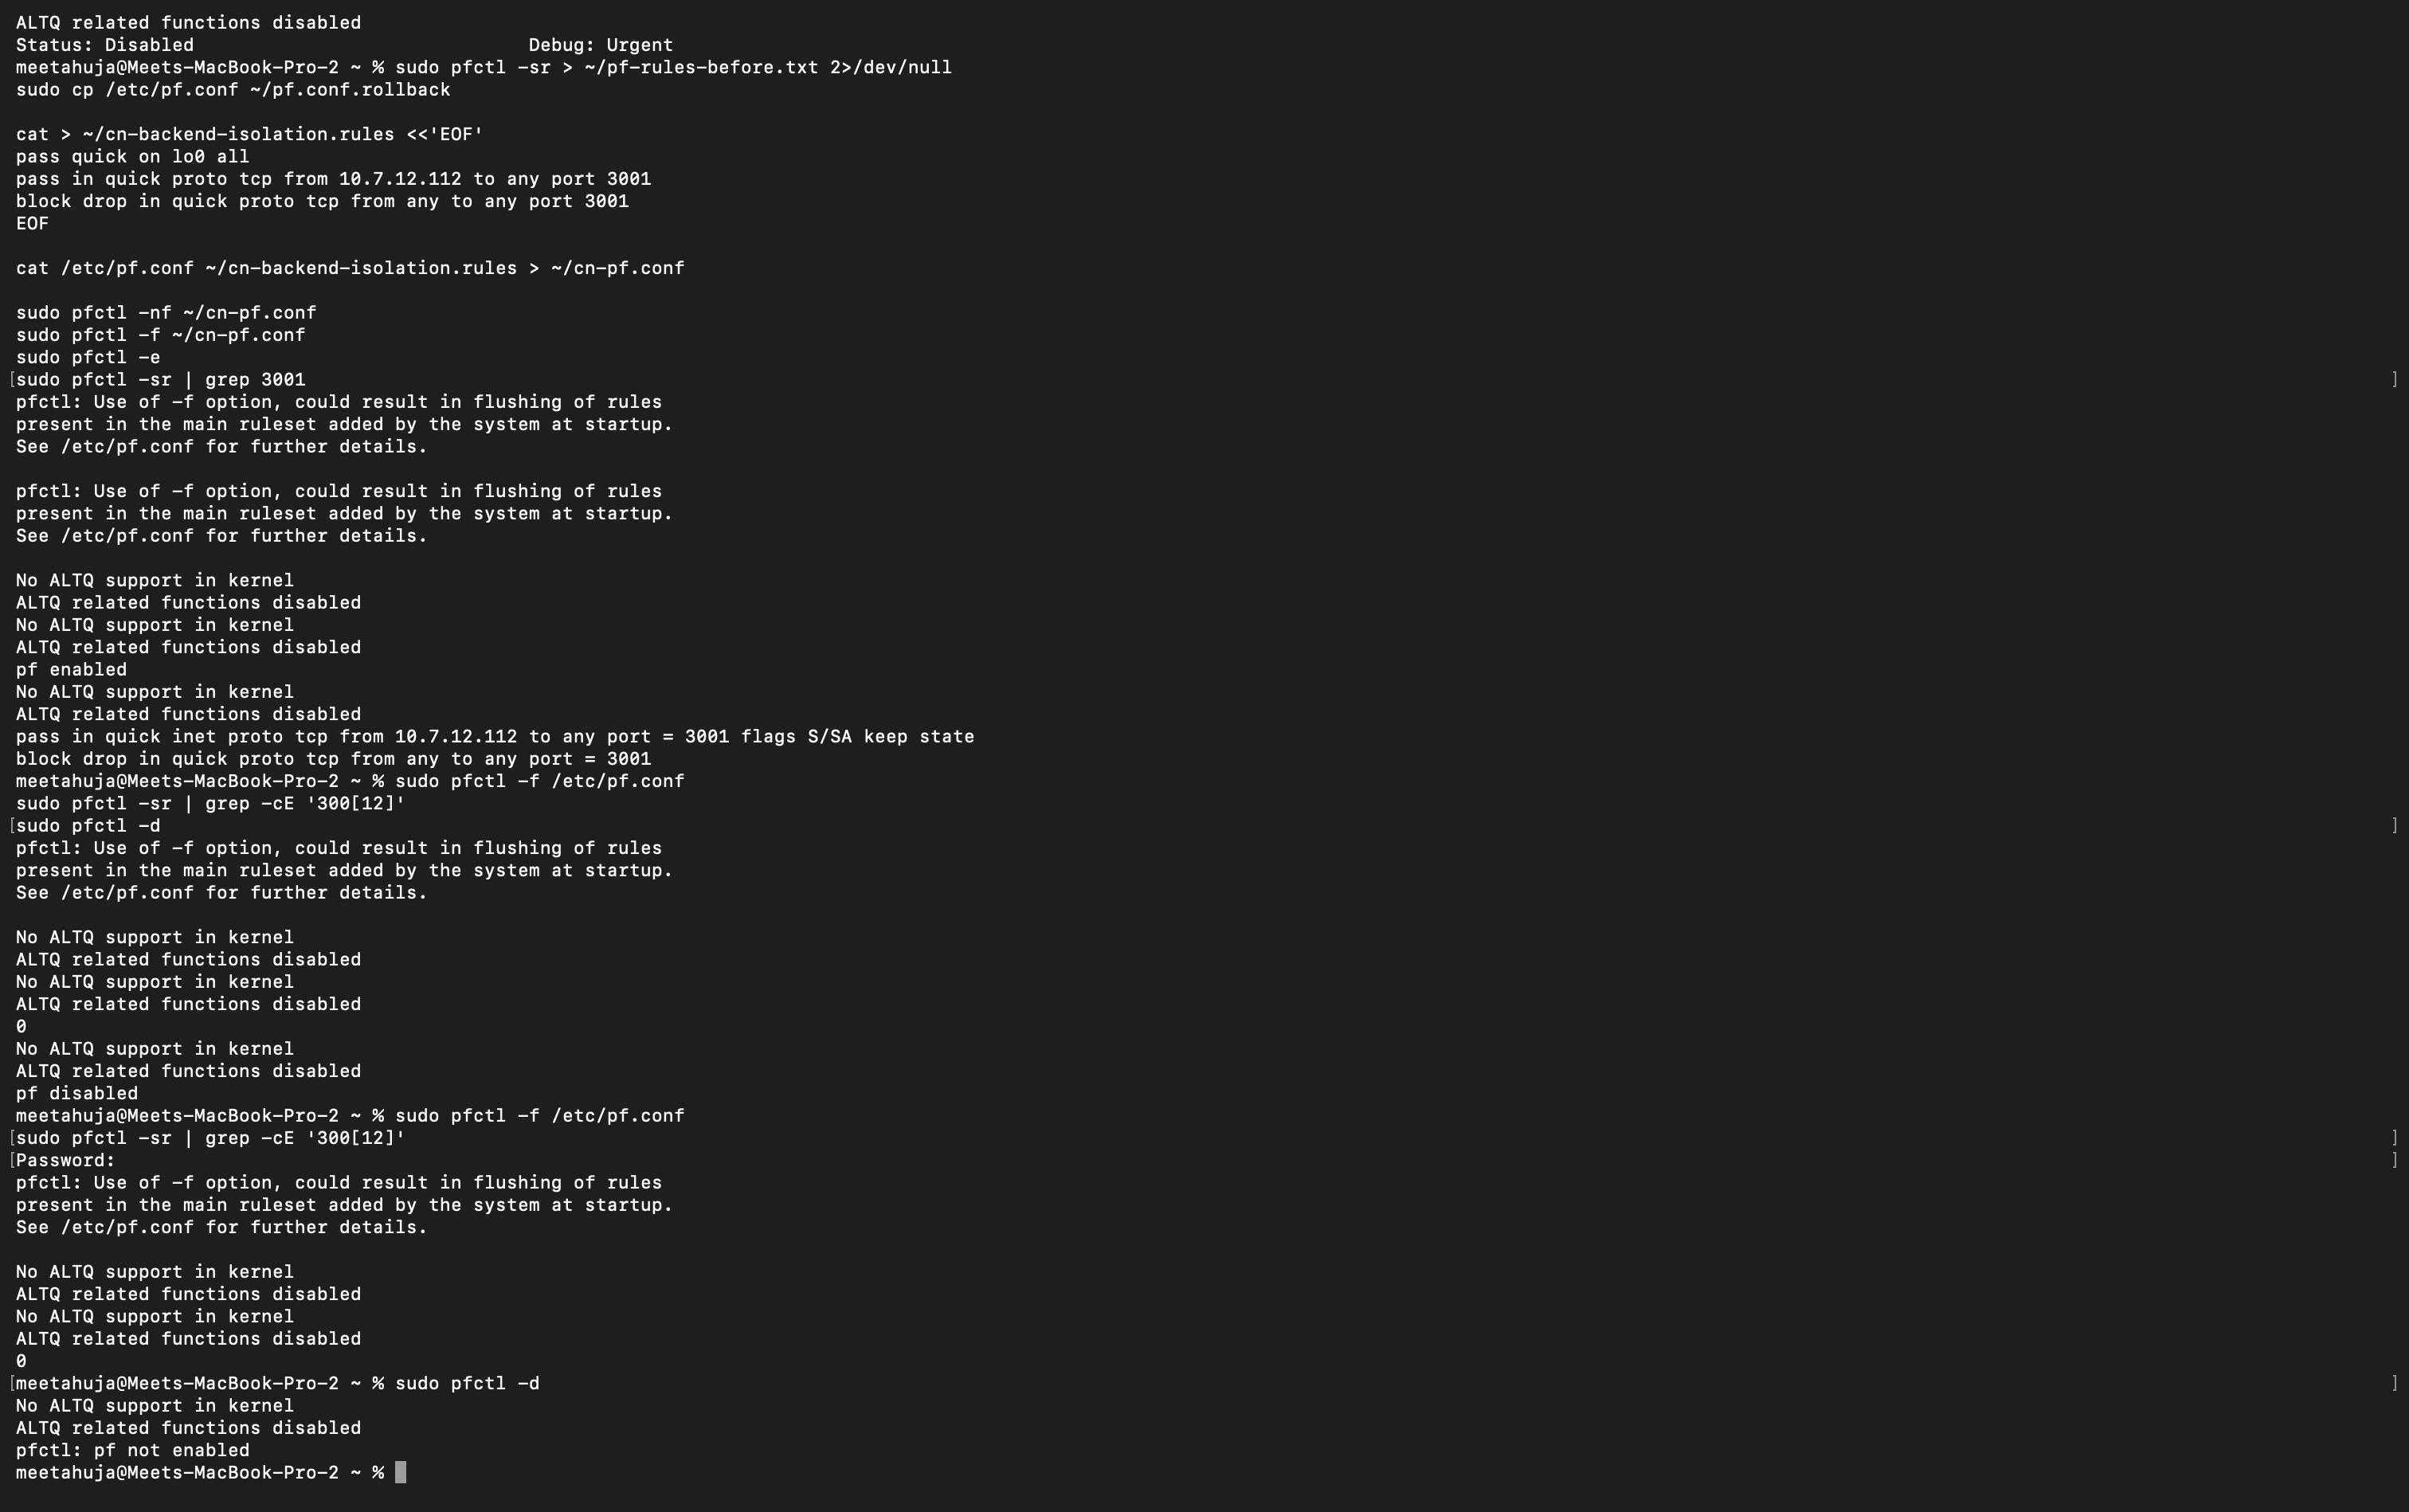 ALTQ related functions disabled
Status: Disabled                              Debug: Urgent
meetahuja@Meets-MacBook-Pro-2 ~ % sudo pfctl -sr > ~/pf-rules-before.txt 2>/dev/null
sudo cp /etc/pf.conf ~/pf.conf.rollback

cat > ~/cn-backend-isolation.rules <<'EOF'
pass quick on lo0 all
pass in quick proto tcp from 10.7.12.112 to any port 3001
block drop in quick proto tcp from any to any port 3001
EOF

cat /etc/pf.conf ~/cn-backend-isolation.rules > ~/cn-pf.conf

sudo pfctl -nf ~/cn-pf.conf
sudo pfctl -f ~/cn-pf.conf
sudo pfctl -e
[sudo pfctl -sr | grep 3001 ]
pfctl: Use of -f option, could result in flushing of rules
present in the main ruleset added by the system at startup.
See /etc/pf.conf for further details.

pfctl: Use of -f option, could result in flushing of rules
present in the main ruleset added by the system at startup.
See /etc/pf.conf for further details.

No ALTQ support in kernel
ALTQ related functions disabled
No ALTQ support in kernel
ALTQ related functions disabled
pf enabled
No ALTQ support in kernel
ALTQ related functions disabled
pass in quick inet proto tcp from 10.7.12.112 to any port = 3001 flags S/SA keep state
block drop in quick proto tcp from any to any port = 3001
meetahuja@Meets-MacBook-Pro-2 ~ % sudo pfctl -f /etc/pf.conf
sudo pfctl -sr | grep -cE '300[12]'
[sudo pfctl -d ]
pfctl: Use of -f option, could result in flushing of rules
present in the main ruleset added by the system at startup.
See /etc/pf.conf for further details.

No ALTQ support in kernel
ALTQ related functions disabled
No ALTQ support in kernel
ALTQ related functions disabled
0
No ALTQ support in kernel
ALTQ related functions disabled
pf disabled
meetahuja@Meets-MacBook-Pro-2 ~ % sudo pfctl -f /etc/pf.conf
[sudo pfctl -sr | grep -cE '300[12]' ]
[Password: ]
pfctl: Use of -f option, could result in flushing of rules
present in the main ruleset added by the system at startup.
See /etc/pf.conf for further details.

No ALTQ support in kernel
ALTQ related functions disabled
No ALTQ support in kernel
ALTQ related functions disabled
0
[meetahuja@Meets-MacBook-Pro-2 ~ % sudo pfctl -d ]
No ALTQ support in kernel
ALTQ related functions disabled
pfctl: pf not enabled
meetahuja@Meets-MacBook-Pro-2 ~ %